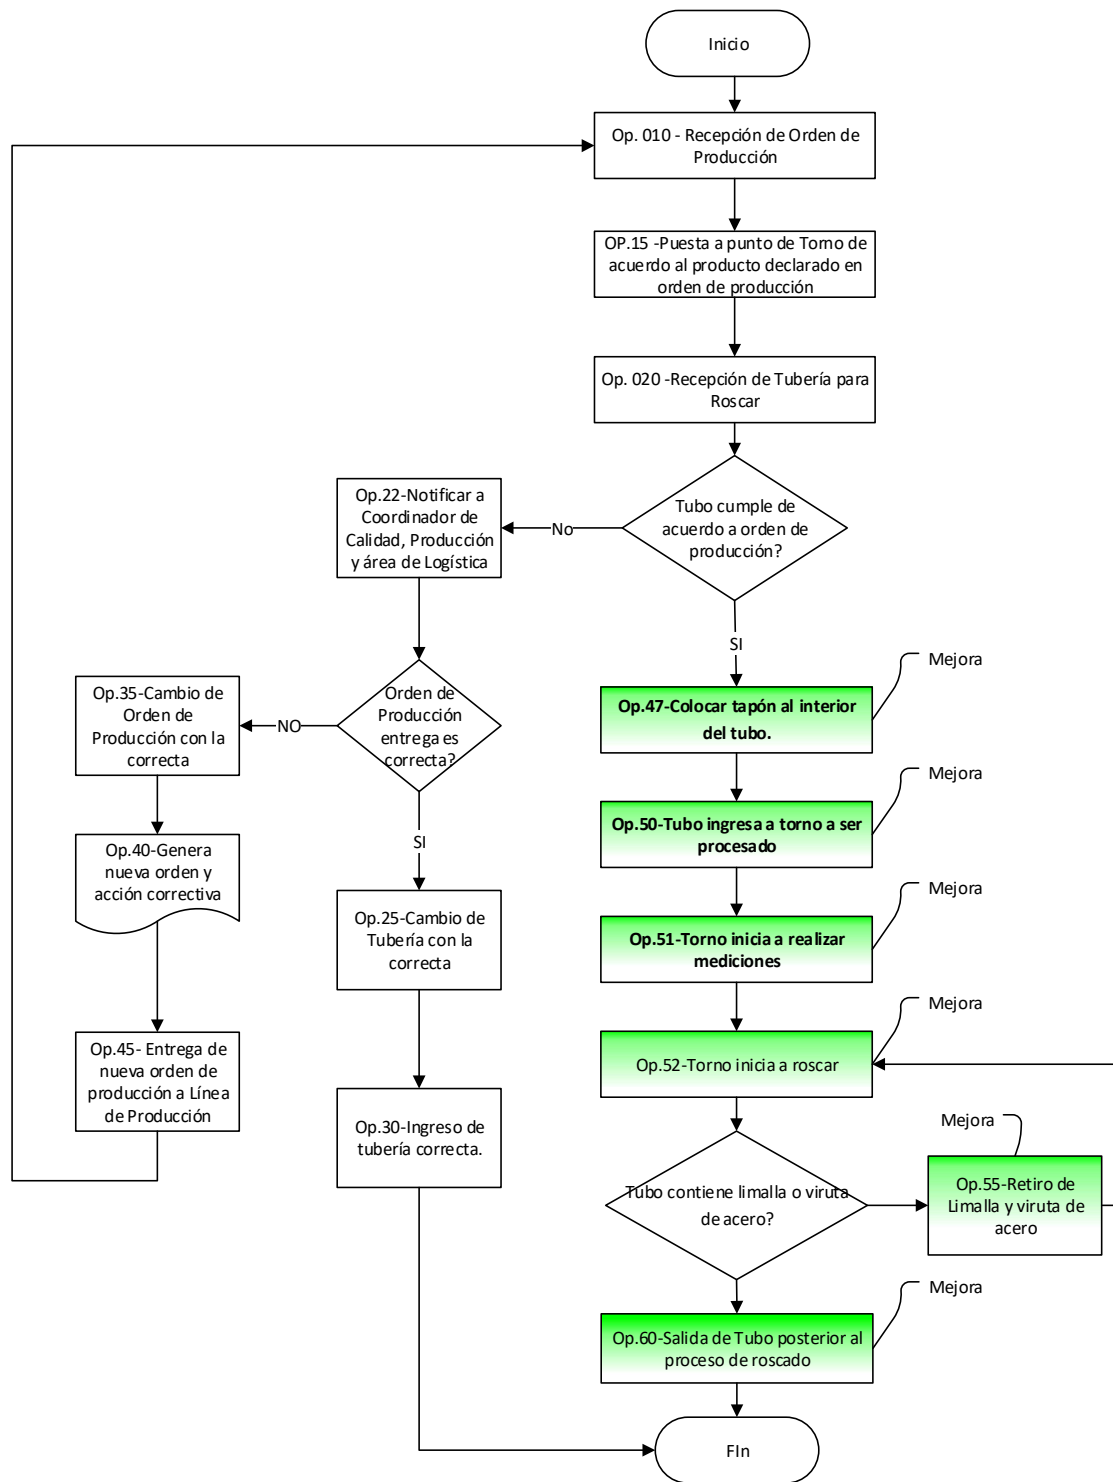 Inicio
Op. 010 - Recepción de Orden de
Producción
OP.15 -Puesta a punto de Torno de
acuerdo al producto declarado en
orden de producción
Op. 020 -Recepción de Tubería para
Roscar
Tubo cumple de
acuerdo a orden de
producción?
No
Op.22-Notificar a
Coordinador de
Calidad, Producción
y área de Logística
SI
Mejora
Orden de
Producción
entrega es
correcta?
NO
Op.35-Cambio de
Orden de
Producción con la
correcta
Op.47-Colocar tapón al interior
del tubo.
Mejora
Op.50-Tubo ingresa a torno a ser
procesado
SI
Op.40-Genera
nueva orden y
acción correctiva
Mejora
Op.25-Cambio de
Tubería con la
correcta
Op.51-Torno inicia a realizar
mediciones
Mejora
Op.45- Entrega de
nueva orden de
producción a Línea
de Producción
Op.52-Torno inicia a roscar
Op.30-Ingreso de
tubería correcta.
Mejora
Tubo contiene limalla o viruta
de acero?
Op.55-Retiro de
Limalla y viruta de
acero
Mejora
Op.60-Salida de Tubo posterior al
proceso de roscado
FIn